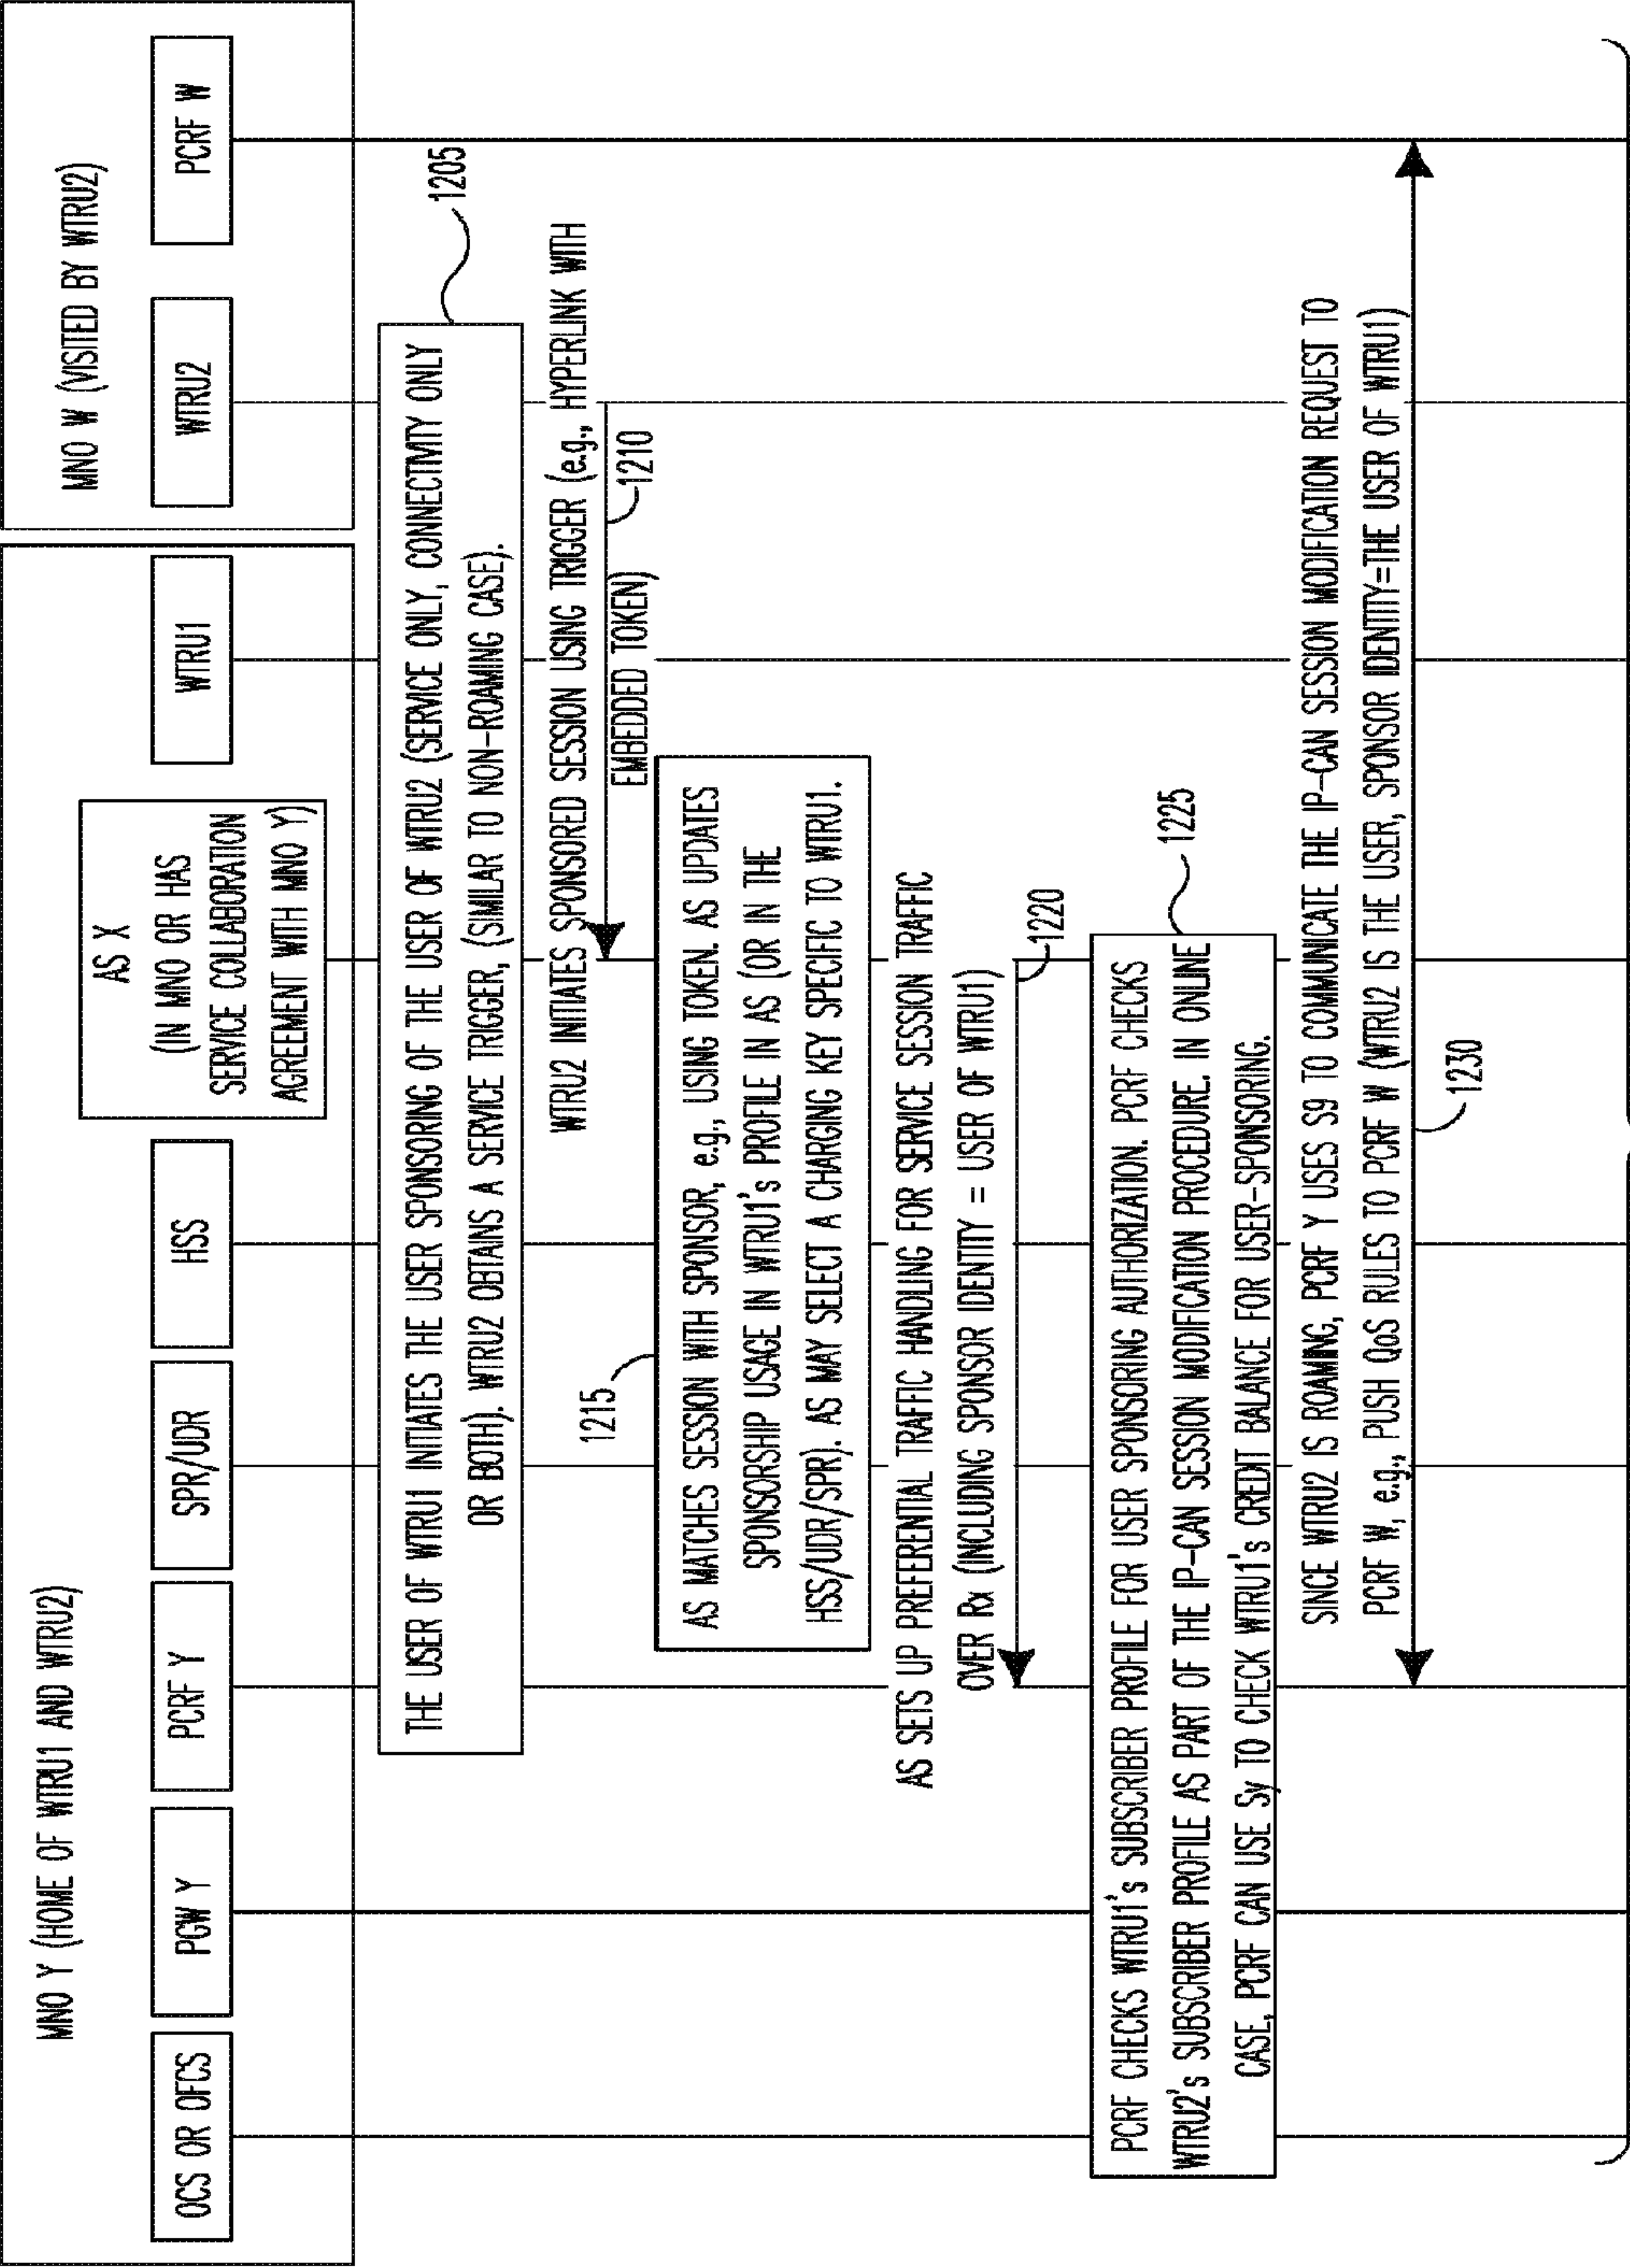 MNO Y (HOME OF WTRU1 AND WTRU2)
MNO W (VISITED BY WTRU2)
OCS OR OFCS
PGW Y
PCRF Y
SPR/UDR
HSS
AS X
(IN MNO OR HAS
SERVICE COLLABORATION
AGREEMENT WITH MNO Y)
WTRU1
WTRU2
PCRF W
THE USER OF WTRU1 INITIATES THE USER SPONSORING OF THE USER OF WTRU2 (SERVICE ONLY, CONNECTIVITY ONLY
OR BOTH). WTRU2 OBTAINS A SERVICE TRIGGER, (SIMILAR TO NON-ROAMING CASE).
1205
WTRU2 INITIATES SPONSORED SESSION USING TRIGGER (e.g., HYPERLINK WITH
EMBEDDED TOKEN)
1210
1215
AS MATCHES SESSION WITH SPONSOR, e.g., USING TOKEN. AS UPDATES
SPONSORSHIP USAGE IN WTRU1's PROFILE IN AS (OR IN THE
HSS/UDR/SPR). AS MAY SELECT A CHARGING KEY SPECIFIC TO WTRU1.
AS SETS UP PREFERENTIAL TRAFFIC HANDLING FOR SERVICE SESSION TRAFFIC
OVER Rx (INCLUDING SPONSOR IDENTITY = USER OF WTRU1)
1220
PCRF CHECKS WTRU1's SUBSCRIBER PROFILE FOR USER SPONSORING AUTHORIZATION. PCRF CHECKS
WTRU2's SUBSCRIBER PROFILE AS PART OF THE IP-CAN SESSION MODIFICATION PROCEDURE. IN ONLINE
CASE, PCRF CAN USE Sy TO CHECK WTRU1's CREDIT BALANCE FOR USER-SPONSORING.
1225
SINCE WTRU2 IS ROAMING, PCRF Y USES S9 TO COMMUNICATE THE IP-CAN SESSION MODIFICATION REQUEST TO
PCRF W, e.g., PUSH QoS RULES TO PCRF W (WTRU2 IS THE USER, SPONSOR IDENTITY=THE USER OF WTRU1)
1230